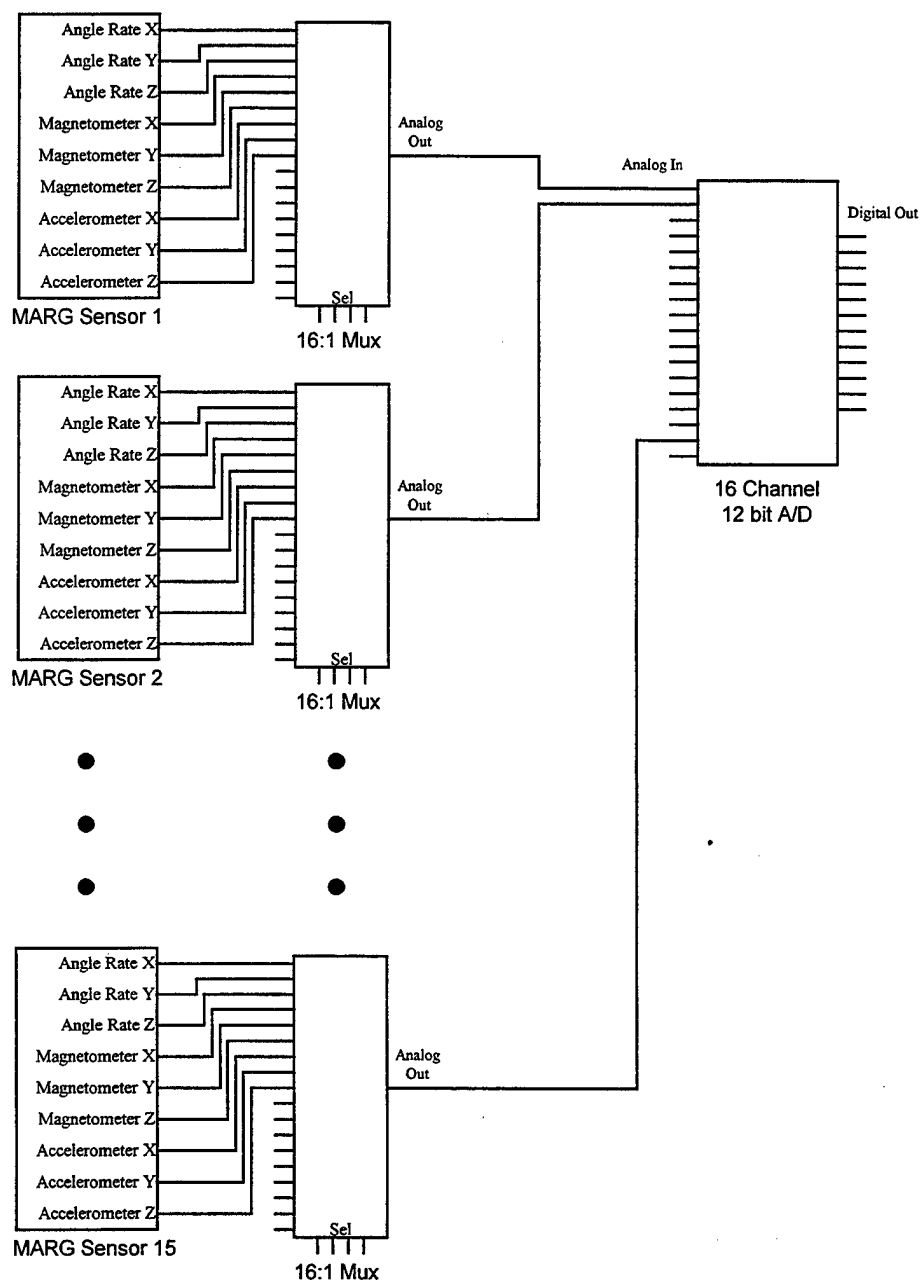 Angle Rate X
Angle Rate Y
Angle Rate Z
Magnetometer X
Magnetometer Y
Magnetometer Z
Accelerometer X
Accelerometer Y
Accelerometer Z
MARG Sensor 1
Sel
16:1 Mux
Analog
Out
Analog In
Digital Out
16 Channel
12 bit A/D
Angle Rate X
Angle Rate Y
Angle Rate Z
Magnetometer X
Magnetometer Y
Magnetometer Z
Accelerometer X
Accelerometer Y
Accelerometer Z
MARG Sensor 2
Sel
16:1 Mux
Analog
Out
Angle Rate X
Angle Rate Y
Angle Rate Z
Magnetometer X
Magnetometer Y
Magnetometer Z
Accelerometer X
Accelerometer Y
Accelerometer Z
MARG Sensor 15
Sel
16:1 Mux
Analog
Out